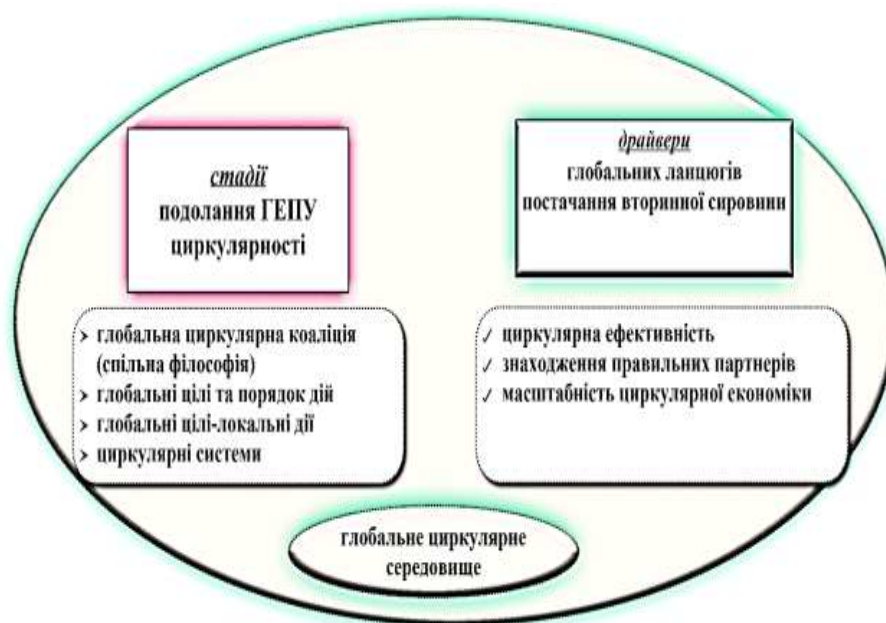 стадії
подолання ГЕПУ
циркулярності
глобальна циркулярна коаліція
(спільна філософія)
глобальні цілі та порядок дій
глобальні цілі-локальні дії
циркулярні системи
драйвери
глобальних ланцюгів
постачання вторинної сировини
циркулярна ефективність
знаходження правильних партнерів
масштабність циркулярної економіки
глобальне циркулярне
середовище